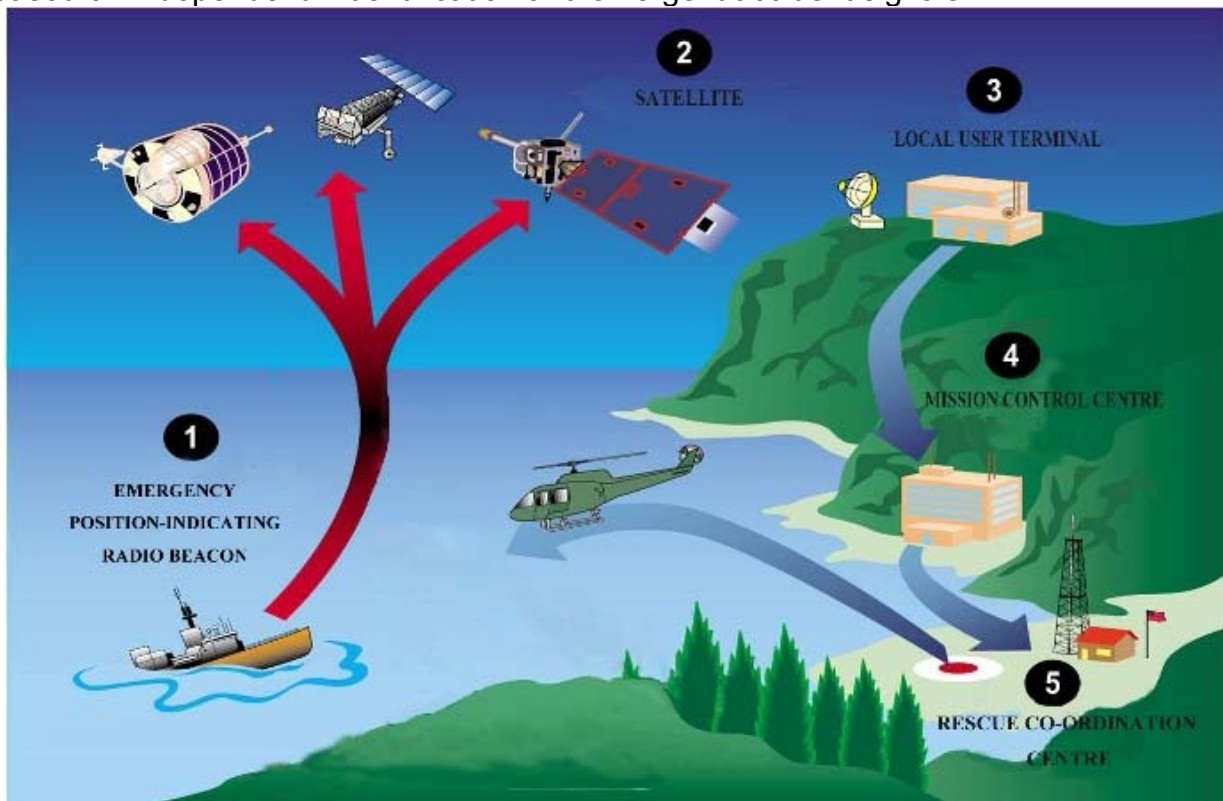 2
SATELLITE
3
LOCAL USER TERMINAL
4
MISSION CONTROL CENTRE
1
EMERGENCY
POSITION-INDICATING
RADIO BEACON
5
RESCUE CO-ORDINATION
CENTRE